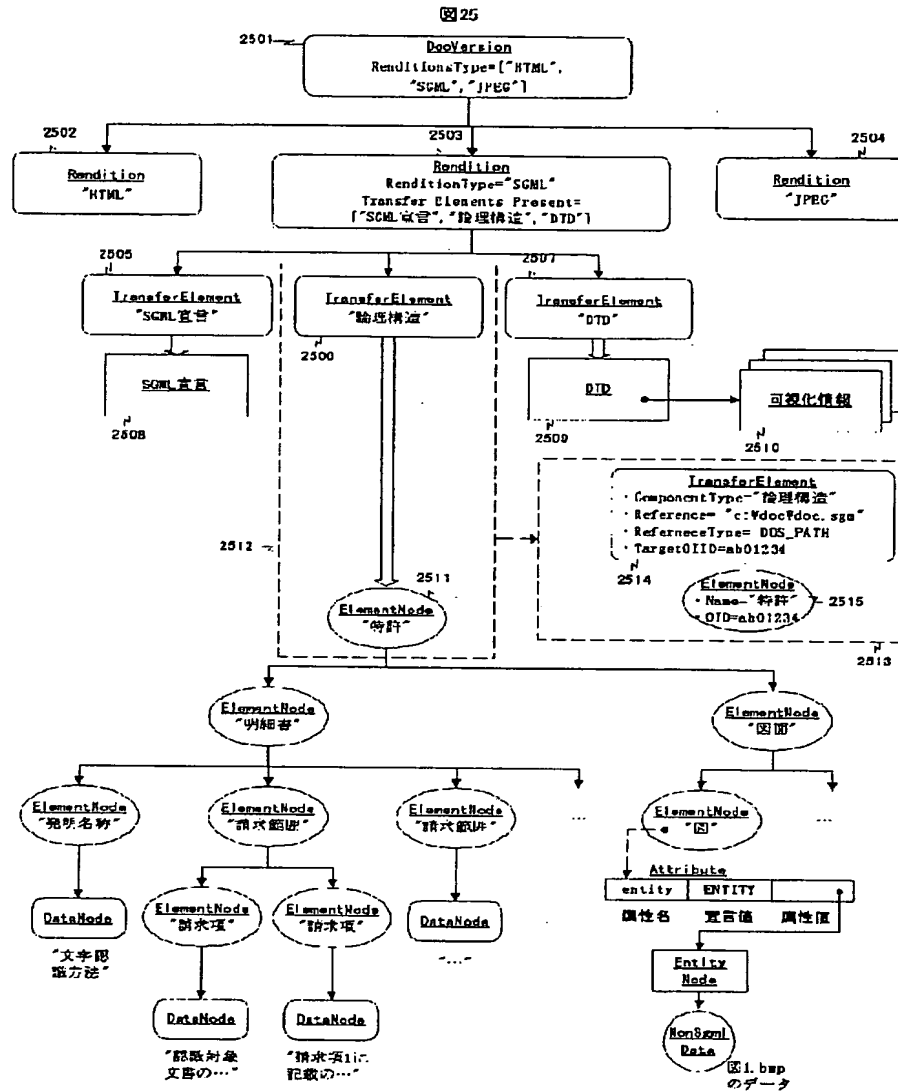 図25
2501
DocVersion
RenditionsType=["HTML",
"SGML","JPEG"]
2502
Rendition
"HTML"
2503
Rendition
RenditionType="SGML"
Transfer Elements Present=
["SGML宣言","論理構造","DTD"]
2504
Rendition
"JPEG"
2505
TransferElement
"SGML宣言"
TransferElement
"論理構造"
2500
2507
TransferElement
"DTD"
SGML宣言
2508
DTD
2509
可視化情報
2510
2512
TransferElement
・ComponentType="論理構造"
・Reference= "c:¥doc¥doc.sgm"
・ReferneceType= DOS_PATH
・TargetOIID=ab01234
2514
ElementNode
・Name="特許"
・OID=ab01234
2515
2513
2511
ElementNode
"特許"
ElementNode
"明細書"
ElementNode
"図面"
ElementNode
"発明名称"
ElementNode
"請求範囲"
ElementNode
"請求範囲"
...
ElementNode
"図"
...
Attribute
entity ENTITY
属性名 宣言値 属性値
DataNode
"文字認
識方法"
ElementNode
"請求項"
ElementNode
"請求項"
DataNode
"..."
Entity
Node
DataNode
"認識対象
文書の…"
DataNode
"請求項1に
記載の…"
NonSgml
Data
図1.bmp
のデータ